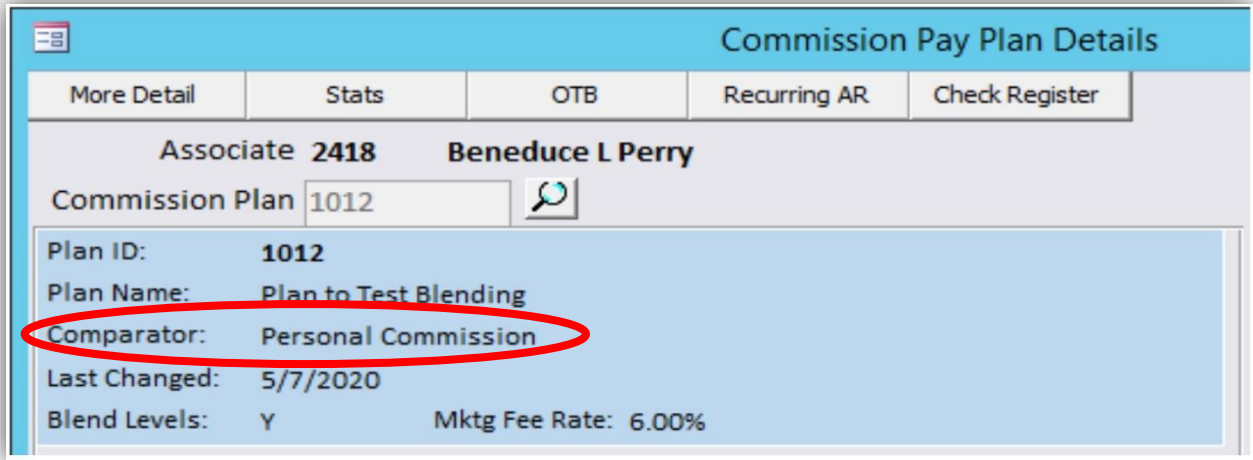 Commission Pay Plan Details
More Detail Stats OTB Recurring AR Check Register
Associate 2418 Beneduce L Perry
Commission Plan 1012
Plan ID: 1012
Plan Name: Plan to Test Blending
Comparator: Personal Commission
Last Changed: 5/7/2020
Blend Levels: Y Mktg Fee Rate: 6.00%